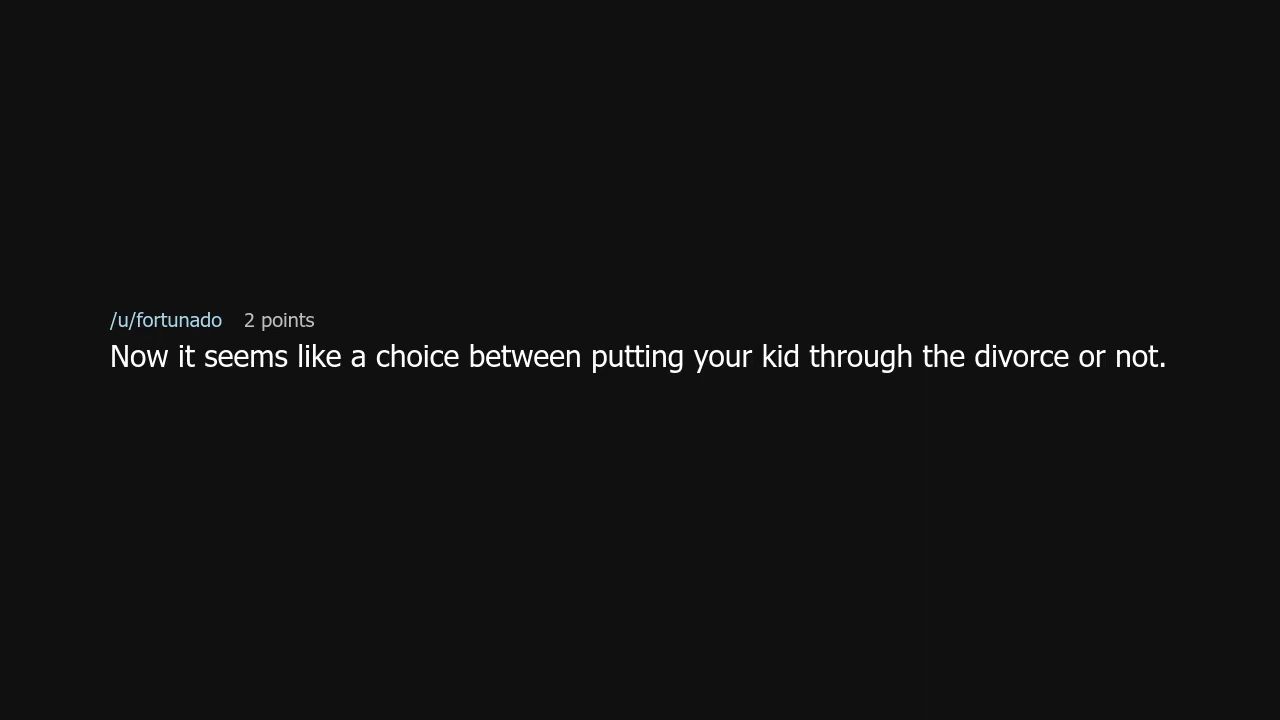 /u/fortunado 2 points
Now it seems like a choice between putting your kid through the divorce or not.